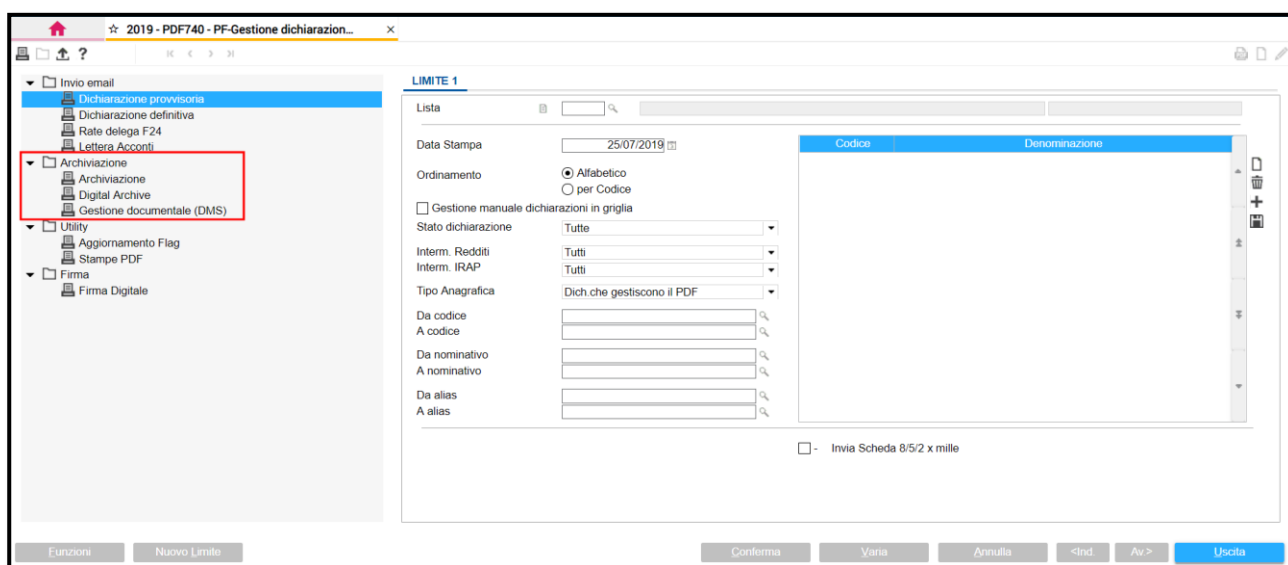 2019 - PDF740 - PF-Gestione dichiarazion...
?
Invio email
Dichiarazione provvisoria
Dichiarazione definitiva
Rate delega F24
Lettera Acconti
Archiviazione
Archiviazione
Digital Archive
Gestione documentale (DMS)
Utility
Aggiornamento Flag
Stampe PDF
Firma
Firma Digitale
LIMITE 1
Lista
Data Stampa 25/07/2019
Ordinamento
Alfabetico
per Codice
Gestione manuale dichiarazioni in griglia
Stato dichiarazione Tutte
Interm. Redditi Tutti
Interm. IRAP Tutti
Tipo Anagrafica Dich.che gestiscono il PDF
Da codice
A codice
Da nominativo
A nominativo
Da alias
A alias
Codice Denominazione
- Invia Scheda 8/5/2 x mille
Funzioni Nuovo Limite Conferma Varia Annulla <Ind. Av.> Uscita